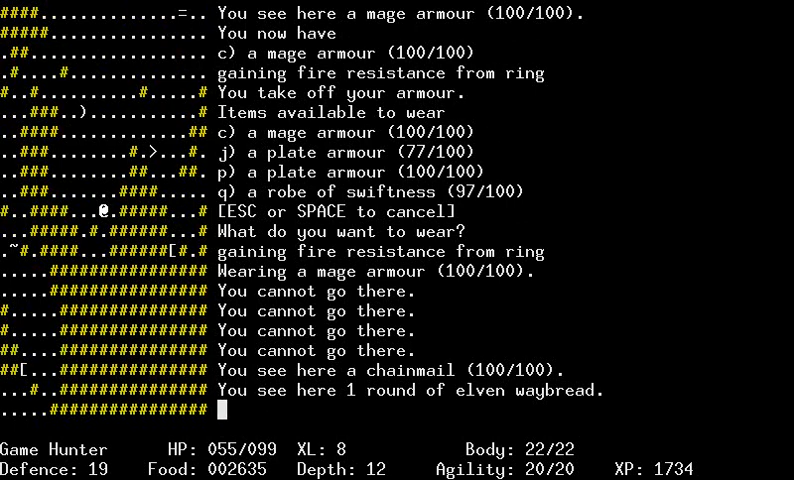 ####..............=.. You see here a mage armour (100/100).
#####................ You now have
.##.................. c) a mage armour (100/100)
.#....#.............. gaining fire resistance from ring
#..#..........#.....# You take off your armour.
...###..)...........# Items available to wear
..####.............## c) a mage armour (100/100)
..###........#.>...#. j) a plate armour (77/100)
..###........##...##. p) a plate armour (100/100)
..###.......####..... q) a robe of swiftness (97/100)
#..####...@.#####...# [ESC or SPACE to cancel]
...#####.#.######...# What do you want to wear?
.~#.####...######[#.# gaining fire resistance from ring
.....################ Wearing a mage armour (100/100).
.....################ You cannot go there.
#.....############### You cannot go there.
#.....############### You cannot go there.
##....############### You cannot go there.
##[...############### You see here a chainmail (100/100).
...#..############### You see here 1 round of elven waybread.
.....################
Game Hunter HP: 055/099 XL: 8 Body: 22/22
Defence: 19 Food: 002635 Depth: 12 Agility: 20/20 XP: 1734